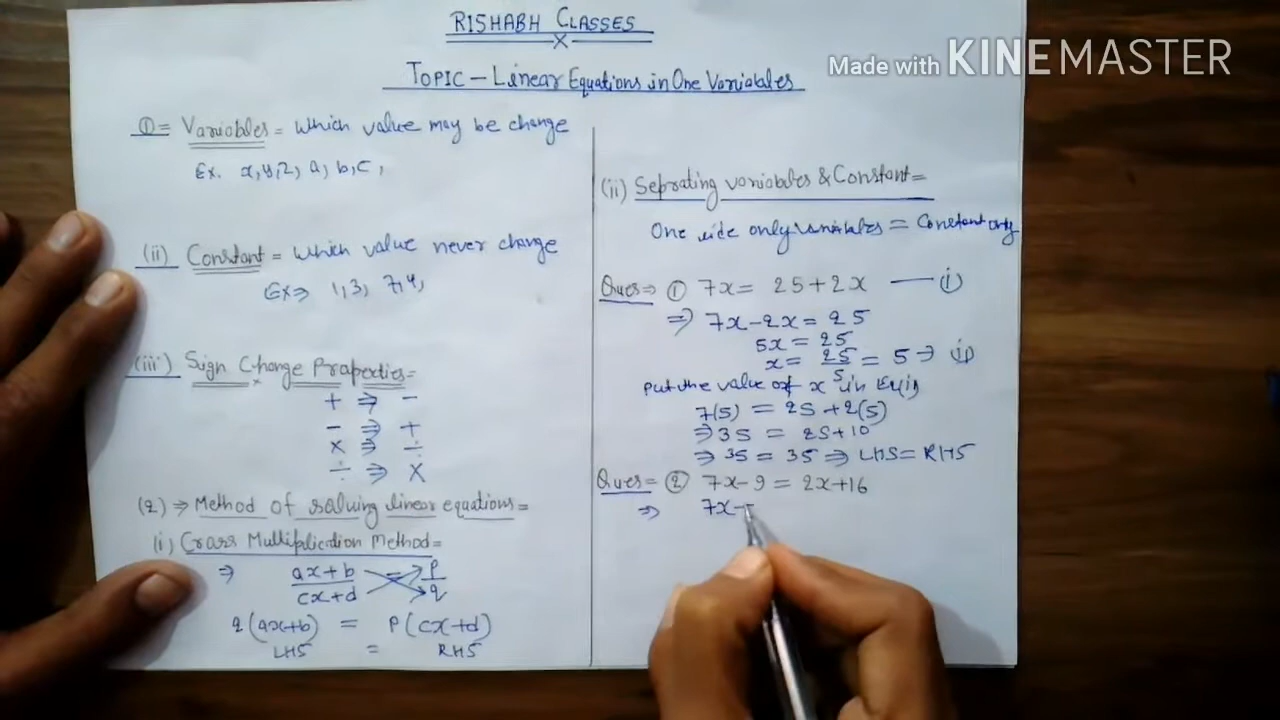 RISHABH CLASSES
Made with KINEMASTER
TOPIC - Linear Equations in One Variables
① = Variables = which value may be change
Ex. x, y, z, a, b, c,
(ii) Constant = which value never change
Ex ⇒ 1, 3, 7, 4,
(iii) Sign Change Properties =
+ ⇒ -
- ⇒ +
× ⇒ ÷
÷ ⇒ ×
(2) ⇒ Method of solving linear equations =
(i) Cross Multiplication Method =
⇒ ax+b = p
cx+d q
q(ax+b) = p(cx+d)
LHS = RHS
(ii) Seprating variables & Constant =
One side only variables = Constant only
Ques ⇒ ① 7x = 25+2x — (i)
⇒ 7x-2x = 25
5x = 25
x = 25/5 = 5 ⇒ (ii)
Put the value of x in Eq (i)
7(5) = 25+2(5)
⇒ 35 = 25+10
⇒ 35 = 35 ⇒ LHS = RHS
Ques = ② 7x-9 = 2x+16
⇒ 7x-